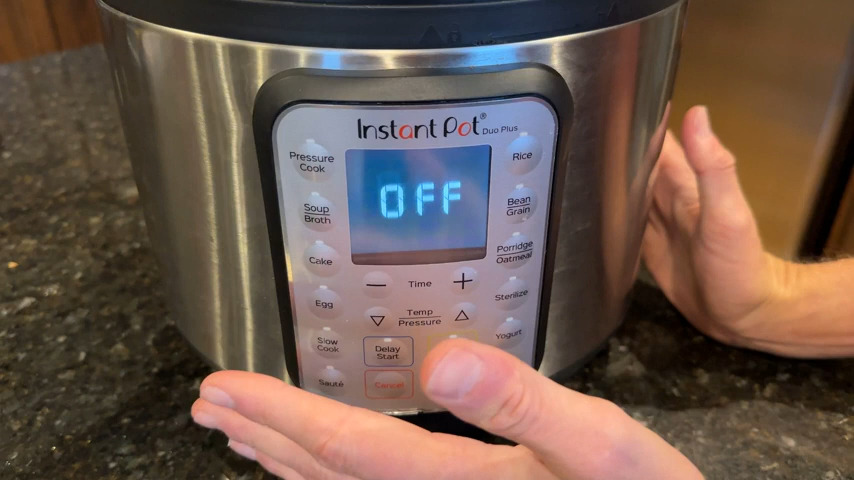 Instant Pot® Duo Plus
Pressure
Cook
Rice
OFF
Soup
Broth
Bean
Grain
Cake
Porridge
Oatmeal
− Time +
Egg
Sterilize
Temp
Pressure
Slow
Cook
Delay
Start
Yogurt
Sauté
Cancel